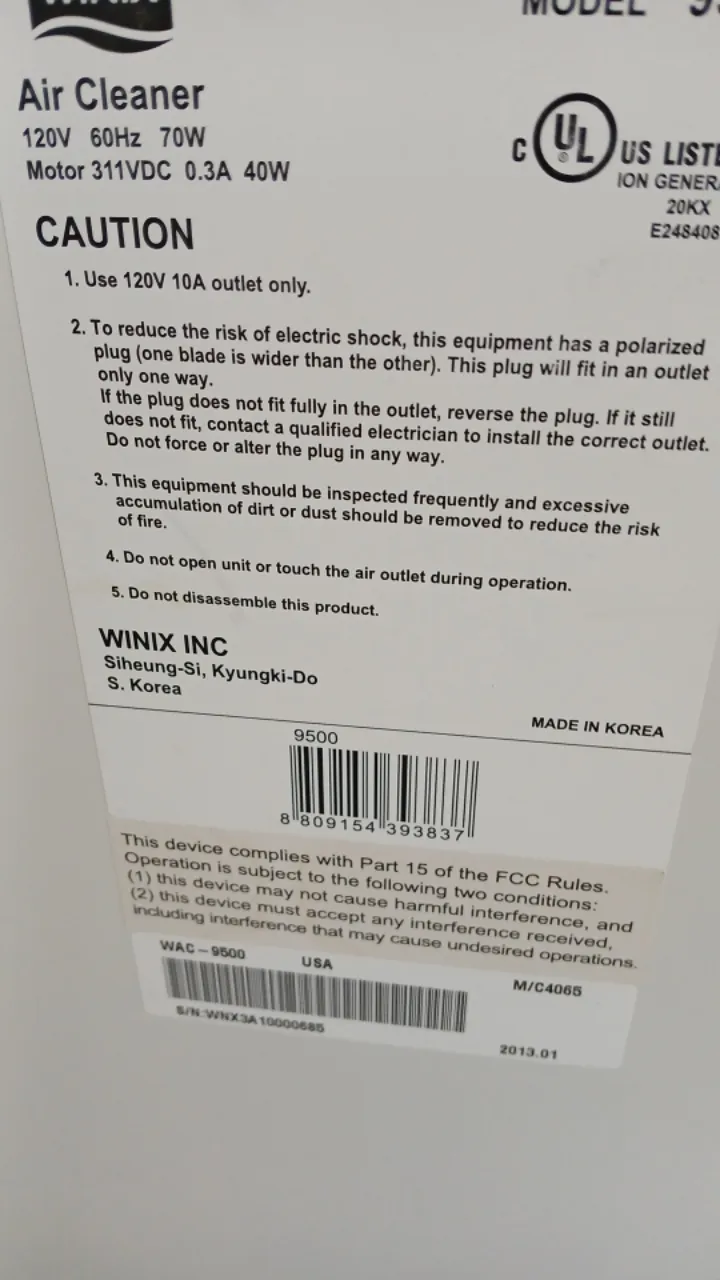 MODEL
Air Cleaner
120V 60Hz 70W
Motor 311VDC 0.3A 40W
C UL® US LISTE
ION GENER
20KX
E248408
CAUTION
1. Use 120V 10A outlet only.
2. To reduce the risk of electric shock, this equipment has a polarized
plug (one blade is wider than the other). This plug will fit in an outlet
only one way.
If the plug does not fit fully in the outlet, reverse the plug. If it still
does not fit, contact a qualified electrician to install the correct outlet.
Do not force or alter the plug in any way.
3. This equipment should be inspected frequently and excessive
accumulation of dirt or dust should be removed to reduce the risk
of fire.
4. Do not open unit or touch the air outlet during operation.
5. Do not disassemble this product.
WINIX INC
Siheung-Si, Kyungki-Do
S. Korea
MADE IN KOREA
9500
8 809154 393837
This device complies with Part 15 of the FCC Rules.
Operation is subject to the following two conditions:
(1) this device may not cause harmful interference, and
(2) this device must accept any interference received,
including interference that may cause undesired operations.
WAC-9500 USA
M/C4065
S/N:WNX3A10000685
2013.01